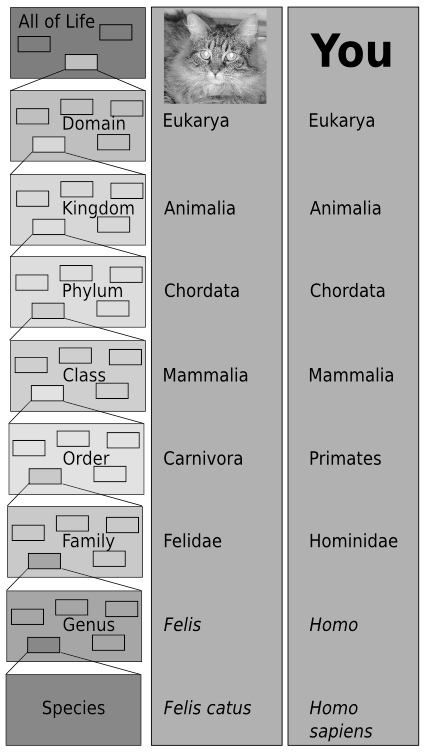 All of Life
You
Domain
Eukarya
Eukarya
Kingdom
Animalia
Animalia
Phylum
Chordata
Chordata
Class
Mammalia
Mammalia
Order
Carnivora
Primates
Family
Felidae
Hominidae
Genus
Felis
Homo
Species
Felis catus
Homo
sapiens